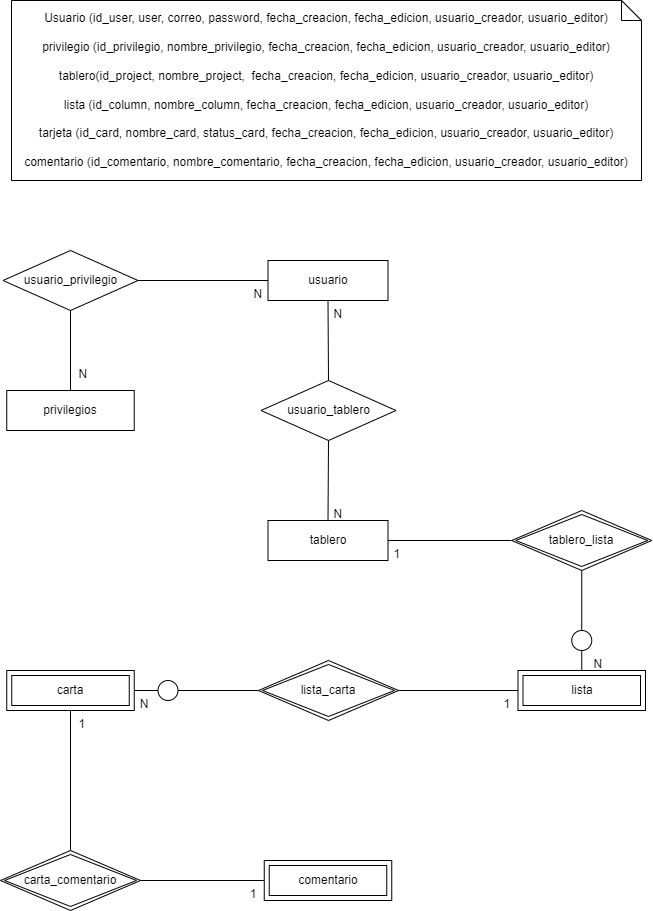 Usuario (id_user, user, correo, password, fecha_creacion, fecha_edicion, usuario_creador, usuario_editor)
privilegio (id_privilegio, nombre_privilegio, fecha_creacion, fecha_edicion, usuario_creador, usuario_editor)
tablero(id_project, nombre_project, fecha_creacion, fecha_edicion, usuario_creador, usuario_editor)
lista (id_column, nombre_column, fecha_creacion, fecha_edicion, usuario_creador, usuario_editor)
tarjeta (id_card, nombre_card, status_card, fecha_creacion, fecha_edicion, usuario_creador, usuario_editor)
comentario (id_comentario, nombre_comentario, fecha_creacion, fecha_edicion, usuario_creador, usuario_editor)
usuario_privilegio
usuario
N
N
N
privilegios
usuario_tablero
N
tablero
1
tablero_lista
N
carta
N
lista_carta
1
lista
1
carta_comentario
1
comentario